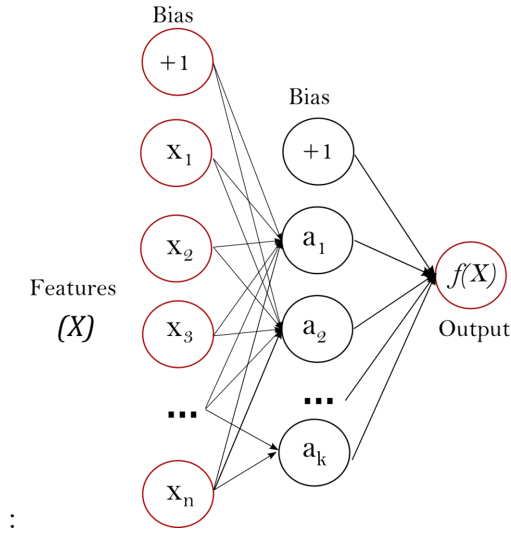 Bias
+1
x₁
x₂
Features
(X)
x₃
...
xₙ
Bias
+1
a₁
a₂
...
aₖ
f(X)
Output
: